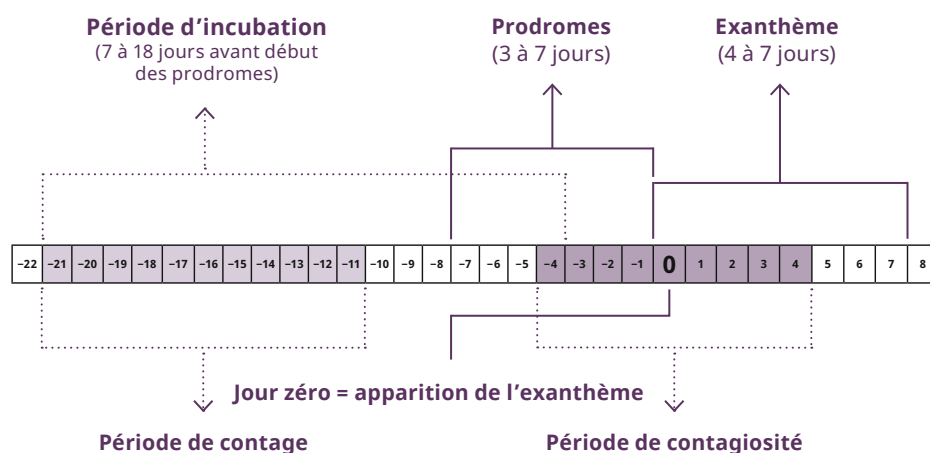 Période d’incubation
(7 à 18 jours avant début
des prodromes)
Prodromes
(3 à 7 jours)
Exanthème
(4 à 7 jours)
−22 −21 −20 −19 −18 −17 −16 −15 −14 −13 −12 −11 −10 −9 −8 −7 −6 −5 −4 −3 −2 −1 0 1 2 3 4 5 6 7 8
Jour zéro = apparition de l’exanthème
Période de contage
Période de contagiosité